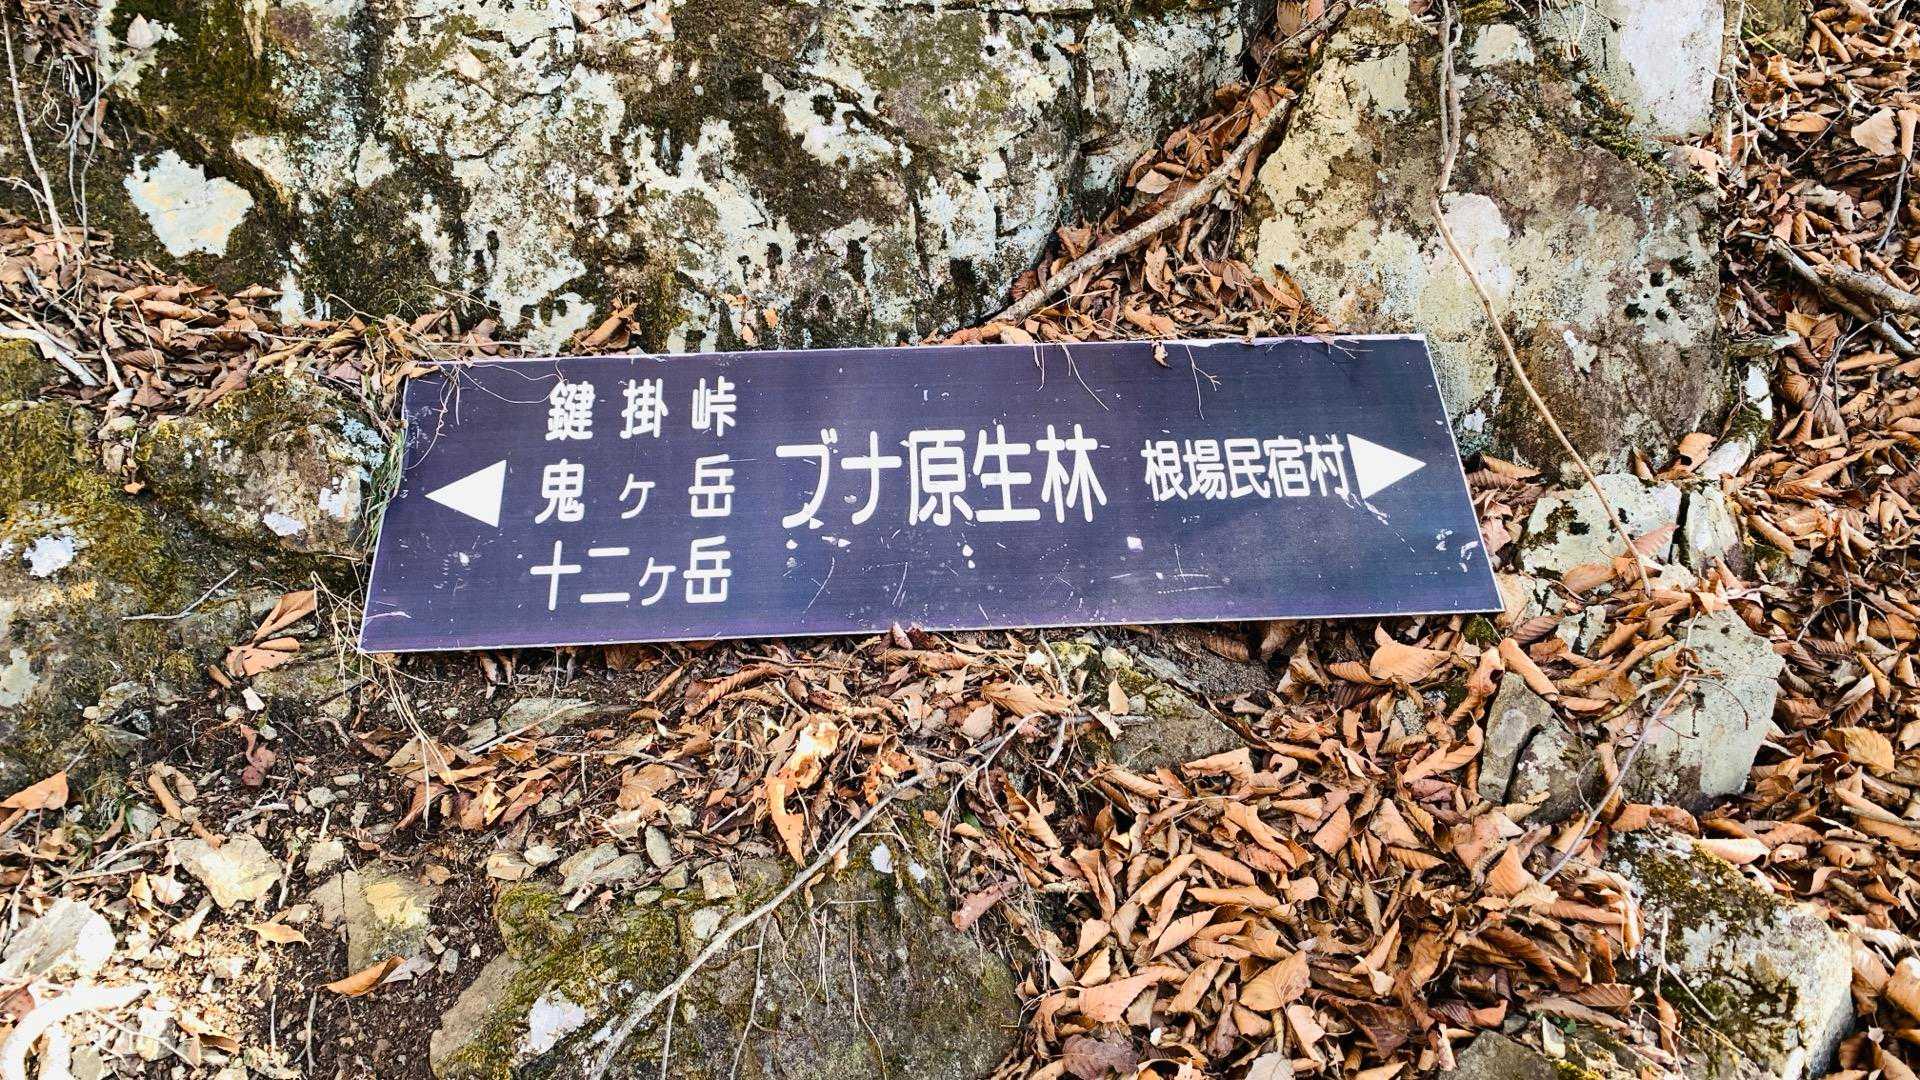 鍵掛峠
鬼ヶ岳
十二ヶ岳
ブナ原生林
根場民宿村